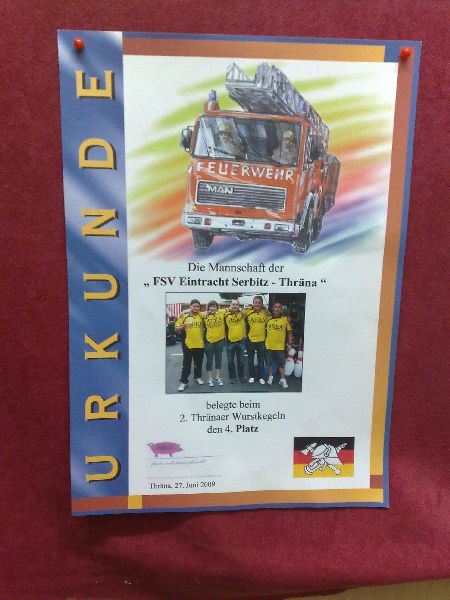 URKUNDE
FEUERWEHR
MAN
Die Mannschaft der
„ FSV Eintracht Serbitz - Thräna “
belegte beim
2. Thränaer Wurstkegeln
den 4. Platz
Thräna, 27. Juni 2009